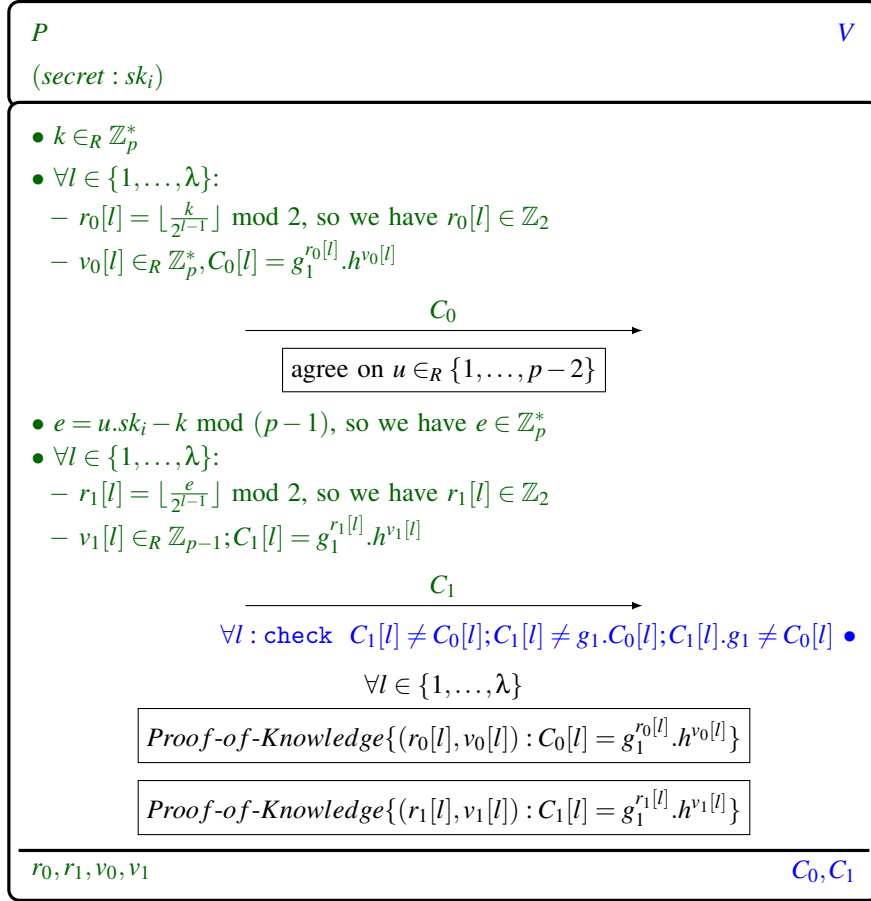 P V
(secret : sk_i)
• k ∈_R ℤ_p^*
• ∀l ∈ {1,...,λ}:
– r_0[l] = ⌊k/2^{l−1}⌋ mod 2, so we have r_0[l] ∈ ℤ_2
– v_0[l] ∈_R ℤ_p^*, C_0[l] = g_1^{r_0[l]}.h^{v_0[l]}
C_0
agree on u ∈_R {1,...,p−2}
• e = u.sk_i − k mod (p−1), so we have e ∈ ℤ_p^*
• ∀l ∈ {1,...,λ}:
– r_1[l] = ⌊e/2^{l−1}⌋ mod 2, so we have r_1[l] ∈ ℤ_2
– v_1[l] ∈_R ℤ_{p−1}; C_1[l] = g_1^{r_1[l]}.h^{v_1[l]}
C_1
∀l : check C_1[l] ≠ C_0[l]; C_1[l] ≠ g_1.C_0[l]; C_1[l].g_1 ≠ C_0[l] •
∀l ∈ {1,...,λ}
Proof-of-Knowledge{(r_0[l], v_0[l]) : C_0[l] = g_1^{r_0[l]}.h^{v_0[l]}}
Proof-of-Knowledge{(r_1[l], v_1[l]) : C_1[l] = g_1^{r_1[l]}.h^{v_1[l]}}
r_0, r_1, v_0, v_1 C_0, C_1